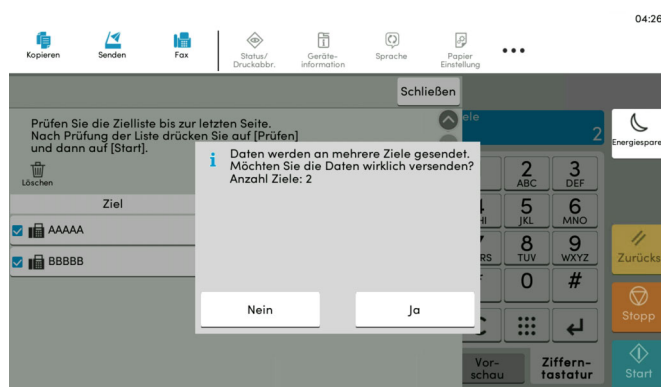 04:26
Kopieren
Senden
Fax
Status/
Druckabbr.
Geräte-
information
Sprache
Papier
Einstellung
Schließen
Prüfen Sie die Zielliste bis zur letzten Seite.
Nach Prüfung der Liste drücken Sie auf [Prüfen]
und dann auf [Start].
Löschen
Ziel
AAAAA
BBBBB
Daten werden an mehrere Ziele gesendet.
Möchten Sie die Daten wirklich versenden?
Anzahl Ziele: 2
Nein
Ja
ele
2
2
ABC
3
DEF
5
JKL
6
MNO
RS
8
TUV
9
WXYZ
0
#
Vor-
schau
Ziffern-
tastatur
Energiespare
Zurücks
Stopp
Start